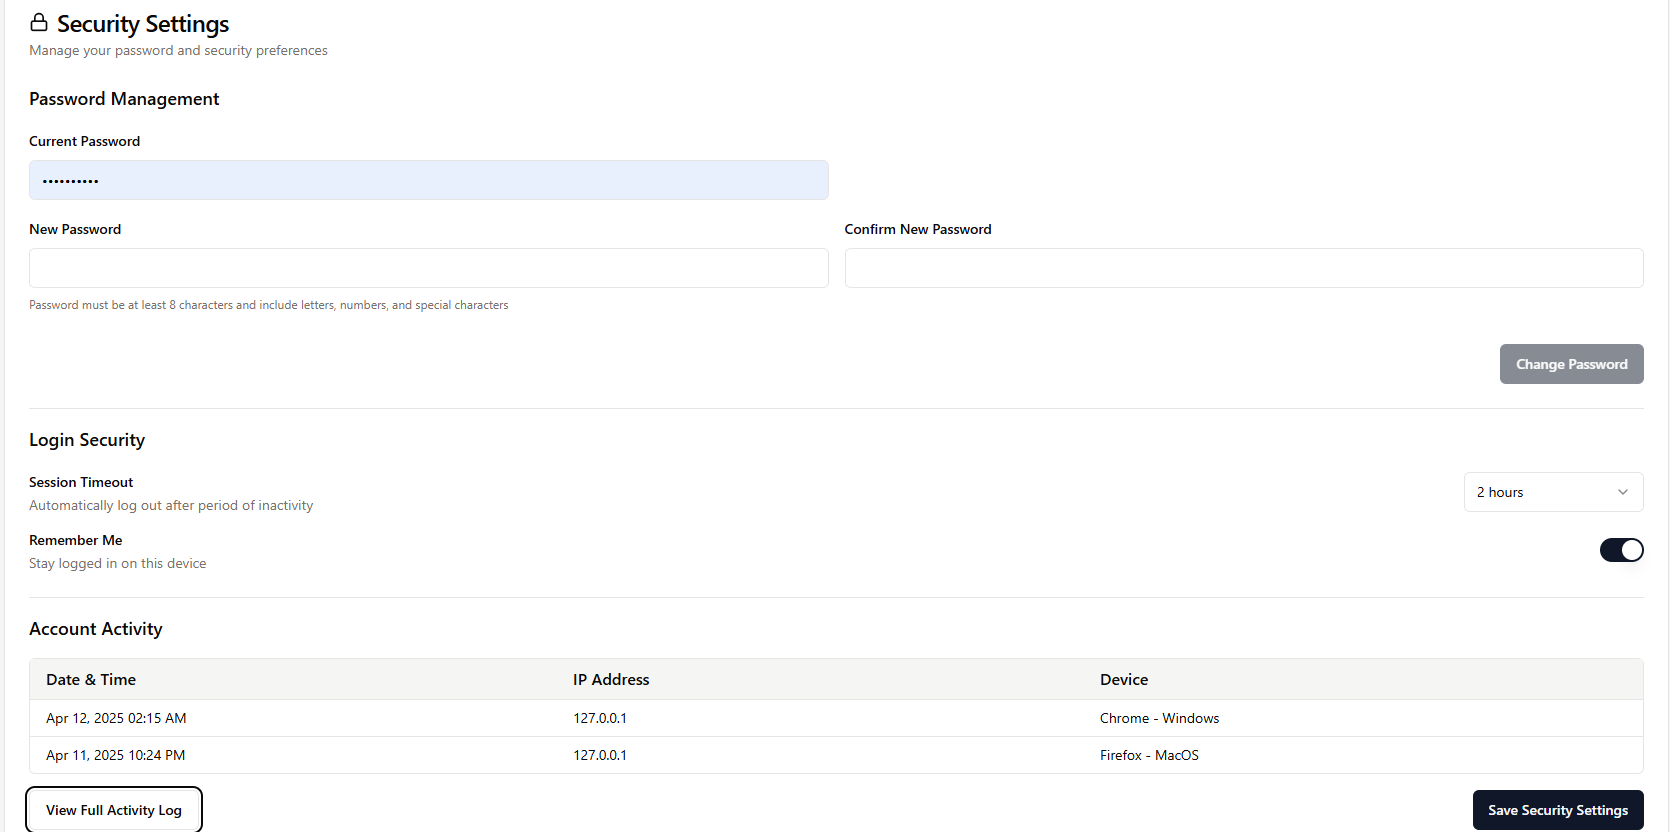 Security Settings
Manage your password and security preferences
Password Management
Current Password
••••••••••
New Password
Confirm New Password
Password must be at least 8 characters and include letters, numbers, and special characters
Change Password
Login Security
Session Timeout
Automatically log out after period of inactivity
2 hours
Remember Me
Stay logged in on this device
Account Activity
Date & Time IP Address Device
Apr 12, 2025 02:15 AM 127.0.0.1 Chrome - Windows
Apr 11, 2025 10:24 PM 127.0.0.1 Firefox - MacOS
View Full Activity Log
Save Security Settings